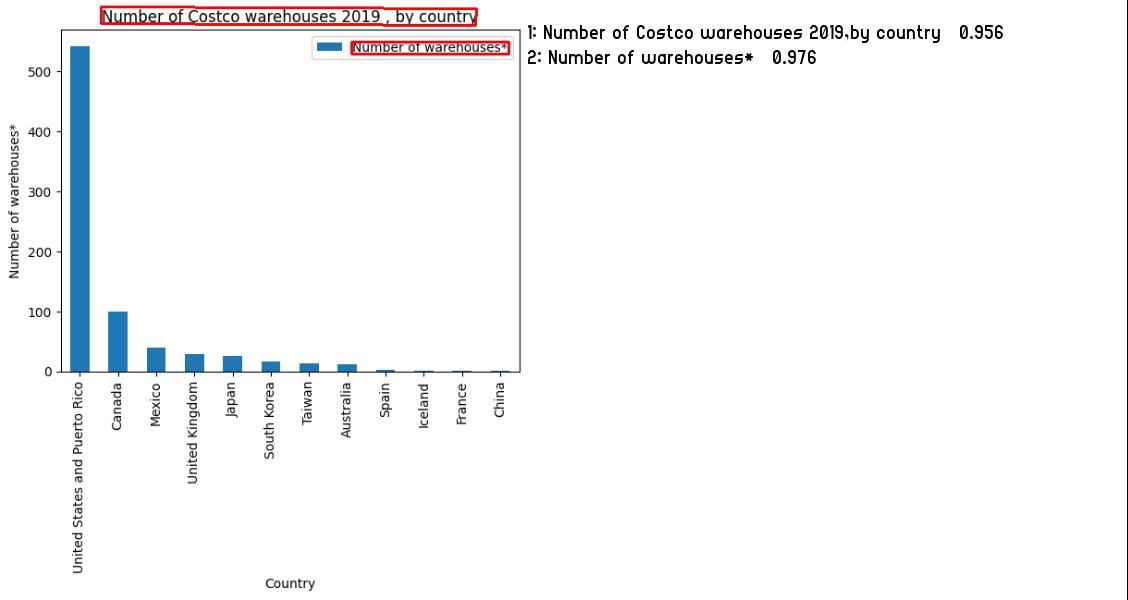 Number of Costco warehouses 2019 , by country
Number of warehouses*
500
400
300
200
100
0
Number of warehouses*
United States and Puerto Rico
Canada
Mexico
United Kingdom
Japan
South Korea
Taiwan
Australia
Spain
Iceland
France
China
Country
1: Number of Costco warehouses 2019,by country 0.956
2: Number of warehouses* 0.976